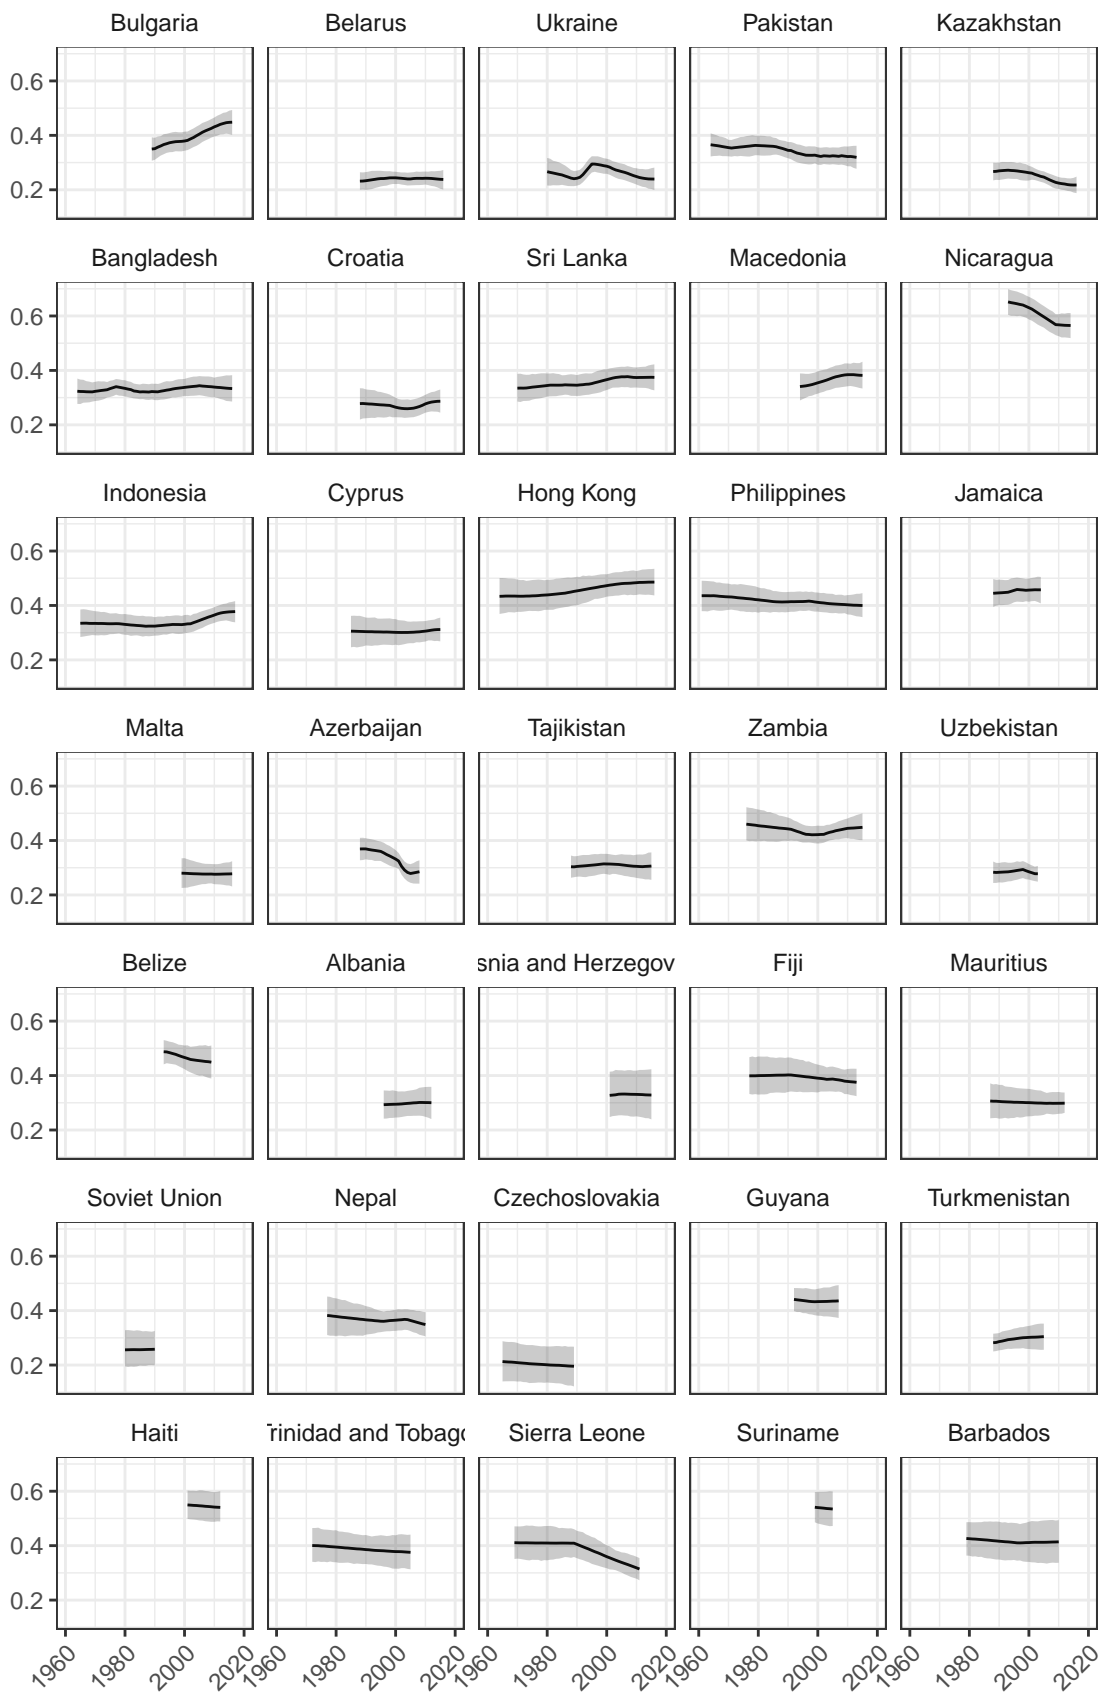 Bulgaria Belarus Ukraine Pakistan Kazakhstan
0.6
0.4
0.2
Bangladesh Croatia Sri Lanka Macedonia Nicaragua
0.6
0.4
0.2
Indonesia Cyprus Hong Kong Philippines Jamaica
0.6
0.4
0.2
Malta Azerbaijan Tajikistan Zambia Uzbekistan
0.6
0.4
0.2
Belize Albania snia and Herzegov Fiji Mauritius
0.6
0.4
0.2
Soviet Union Nepal Czechoslovakia Guyana Turkmenistan
0.6
0.4
0.2
Haiti Trinidad and Tobago Sierra Leone Suriname Barbados
0.6
0.4
0.2
1960 1980 2000 2020 1960 1980 2000 2020 1960 1980 2000 2020 1960 1980 2000 2020 1960 1980 2000 2020